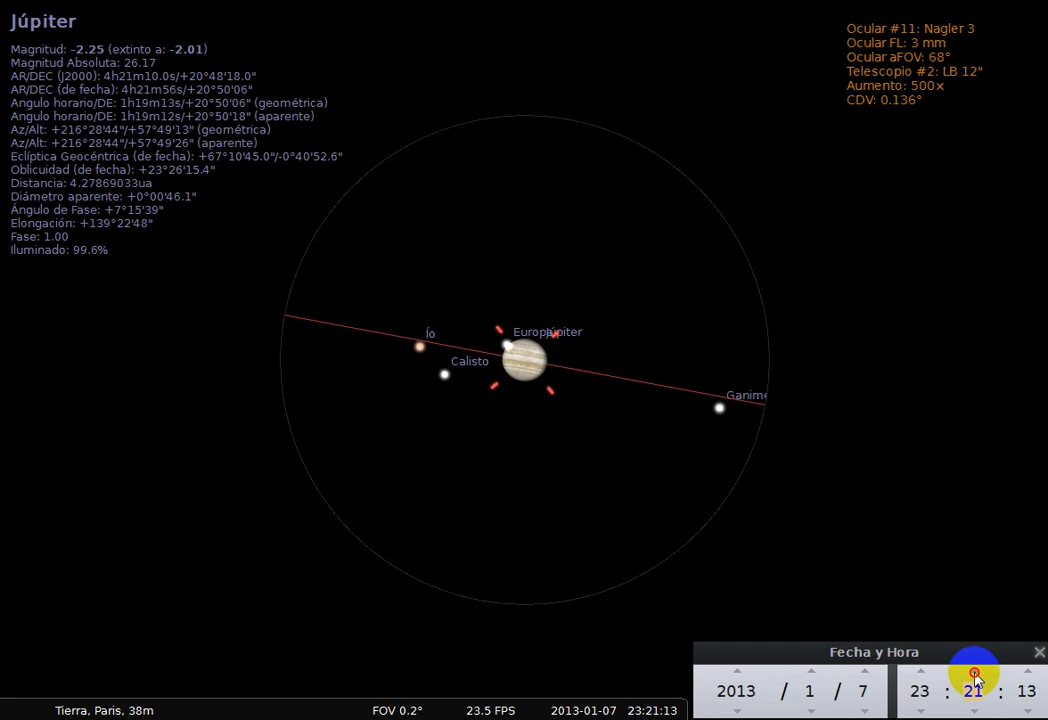 Júpiter
Magnitud: -2.25 (extinto a: -2.01)
Magnitud Absoluta: 26.17
AR/DEC (J2000): 4h21m10.0s/+20°48'18.0"
AR/DEC (de fecha): 4h21m56s/+20°50'06"
Angulo horario/DE: 1h19m13s/+20°50'06" (geométrica)
Angulo horario/DE: 1h19m12s/+20°50'18" (aparente)
Az/Alt: +216°28'44"/+57°49'13" (geométrica)
Az/Alt: +216°28'44"/+57°49'26" (aparente)
Eclíptica Geocéntrica (de fecha): +67°10'45.0"/-0°40'52.6"
Oblicuidad (de fecha): +23°26'15.4"
Distancia: 4.27869033ua
Diámetro aparente: +0°00'46.1"
Ángulo de Fase: +7°15'39"
Elongación: +139°22'48"
Fase: 1.00
Iluminado: 99.6%
Ocular #11: Nagler 3
Ocular FL: 3 mm
Ocular aFOV: 68°
Telescopio #2: LB 12"
Aumento: 500×
CDV: 0.136°
Ío
Europa Júpiter
Calisto
Ganime
Fecha y Hora
2013 / 1 / 7 23 : 21 : 13
Tierra, Paris, 38m FOV 0.2° 23.5 FPS 2013-01-07 23:21:13